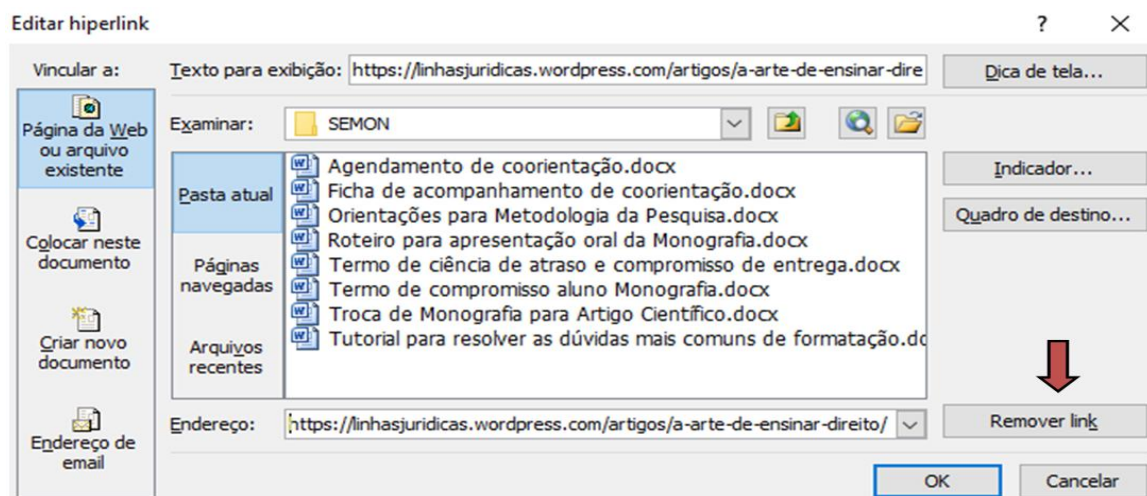 Editar hiperlink
?
Vincular a:
Texto para exibição: https://linhasjuridicas.wordpress.com/artigos/a-arte-de-ensinar-dire
Dica de tela...
Página da Web
ou arquivo
existente
Examinar: SEMON
Pasta atual
Páginas
navegadas
Arquivos
recentes
Agendamento de coorientação.docx
Ficha de acompanhamento de coorientação.docx
Orientações para Metodologia da Pesquisa.docx
Roteiro para apresentação oral da Monografia.docx
Termo de ciência de atraso e compromisso de entrega.docx
Termo de compromisso aluno Monografia.docx
Troca de Monografia para Artigo Científico.docx
Tutorial para resolver as dúvidas mais comuns de formatação.do
Indicador...
Quadro de destino...
Colocar neste
documento
Criar novo
documento
Endereço de
email
Endereço: https://linhasjuridicas.wordpress.com/artigos/a-arte-de-ensinar-direito/
Remover link
OK
Cancelar